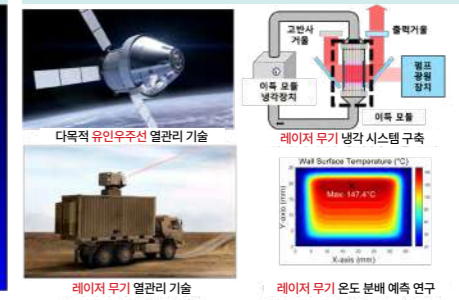 고반사
거울
출력거울
이득 모듈
냉각장치
펌프
광원
장치
이득 모듈
다목적 유인우주선 열관리 기술
레이저 무기 냉각 시스템 구축
Wall Surface Temperature (°C)
Max: 147.4°C
Y-axis (mm)
X-axis (mm)
레이저 무기 열관리 기술
레이저 무기 온도 분배 예측 연구